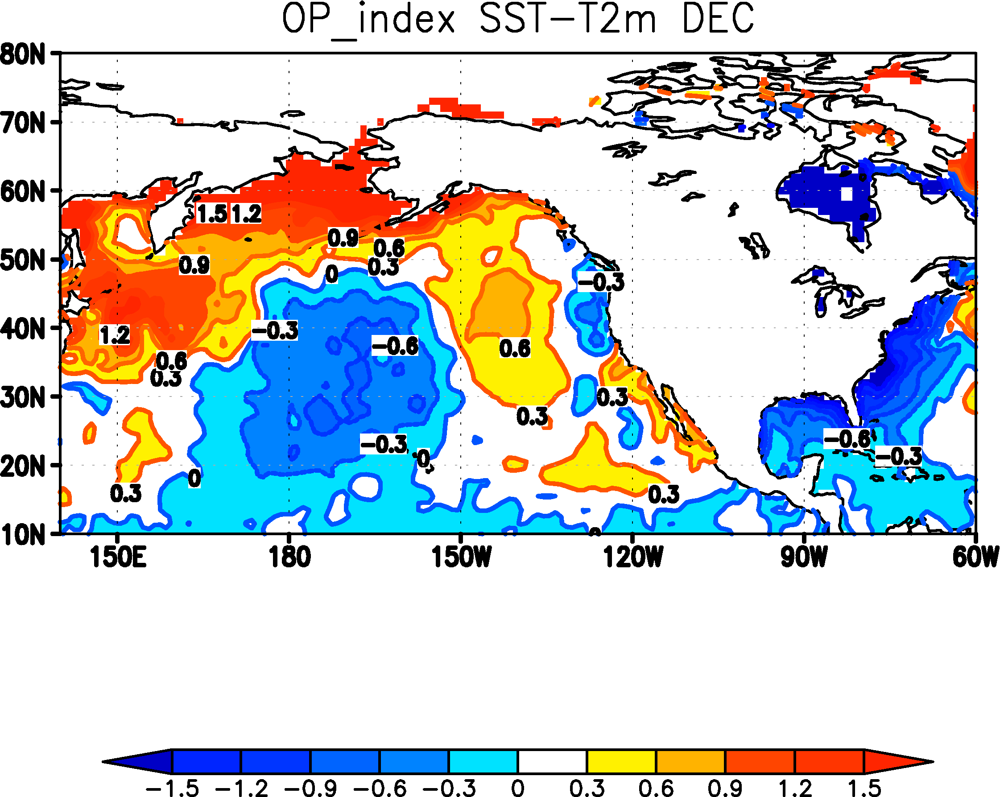 OP_index SST-T2m DEC
80N
70N
60N
1.5 1.2
0.9
0.6
50N
0.9 0.3
0
-0.3
40N
1.2 -0.3 -0.6
0.6
0.6
0.3
30N
0.3
0.3
-0.6
-0.3
-0.3
0
20N
0
0.3 0.3
10N
150E 180 150W 120W 90W 60W
-1.5 -1.2 -0.9 -0.6 -0.3 0 0.3 0.6 0.9 1.2 1.5